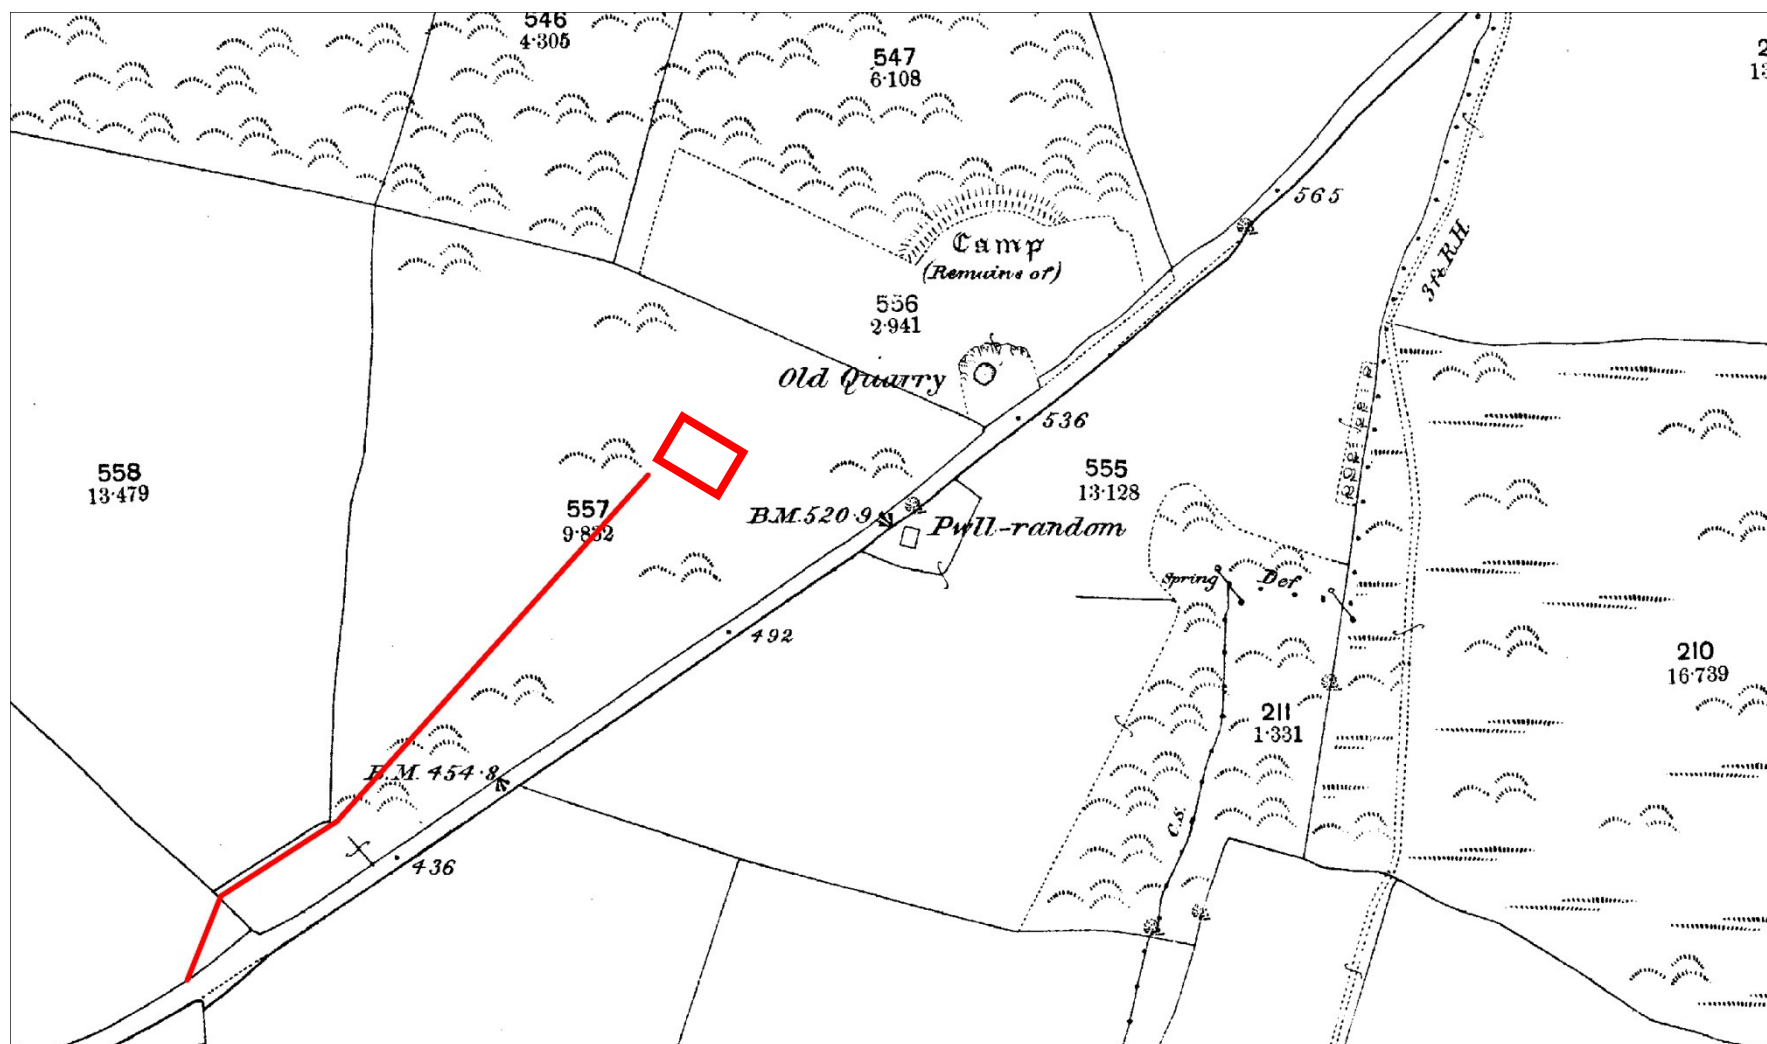 546
4·305
547
6·108
565
Camp
(Remains of)
3ft. R.H.
556
2·941
Old Quarry
536
558
13·479
555
13·128
557
9·832
B.M. 520·9
Pwll-random
Spring
Def
492
210
16·739
211
1·331
B.M. 454·8
C.S.
436